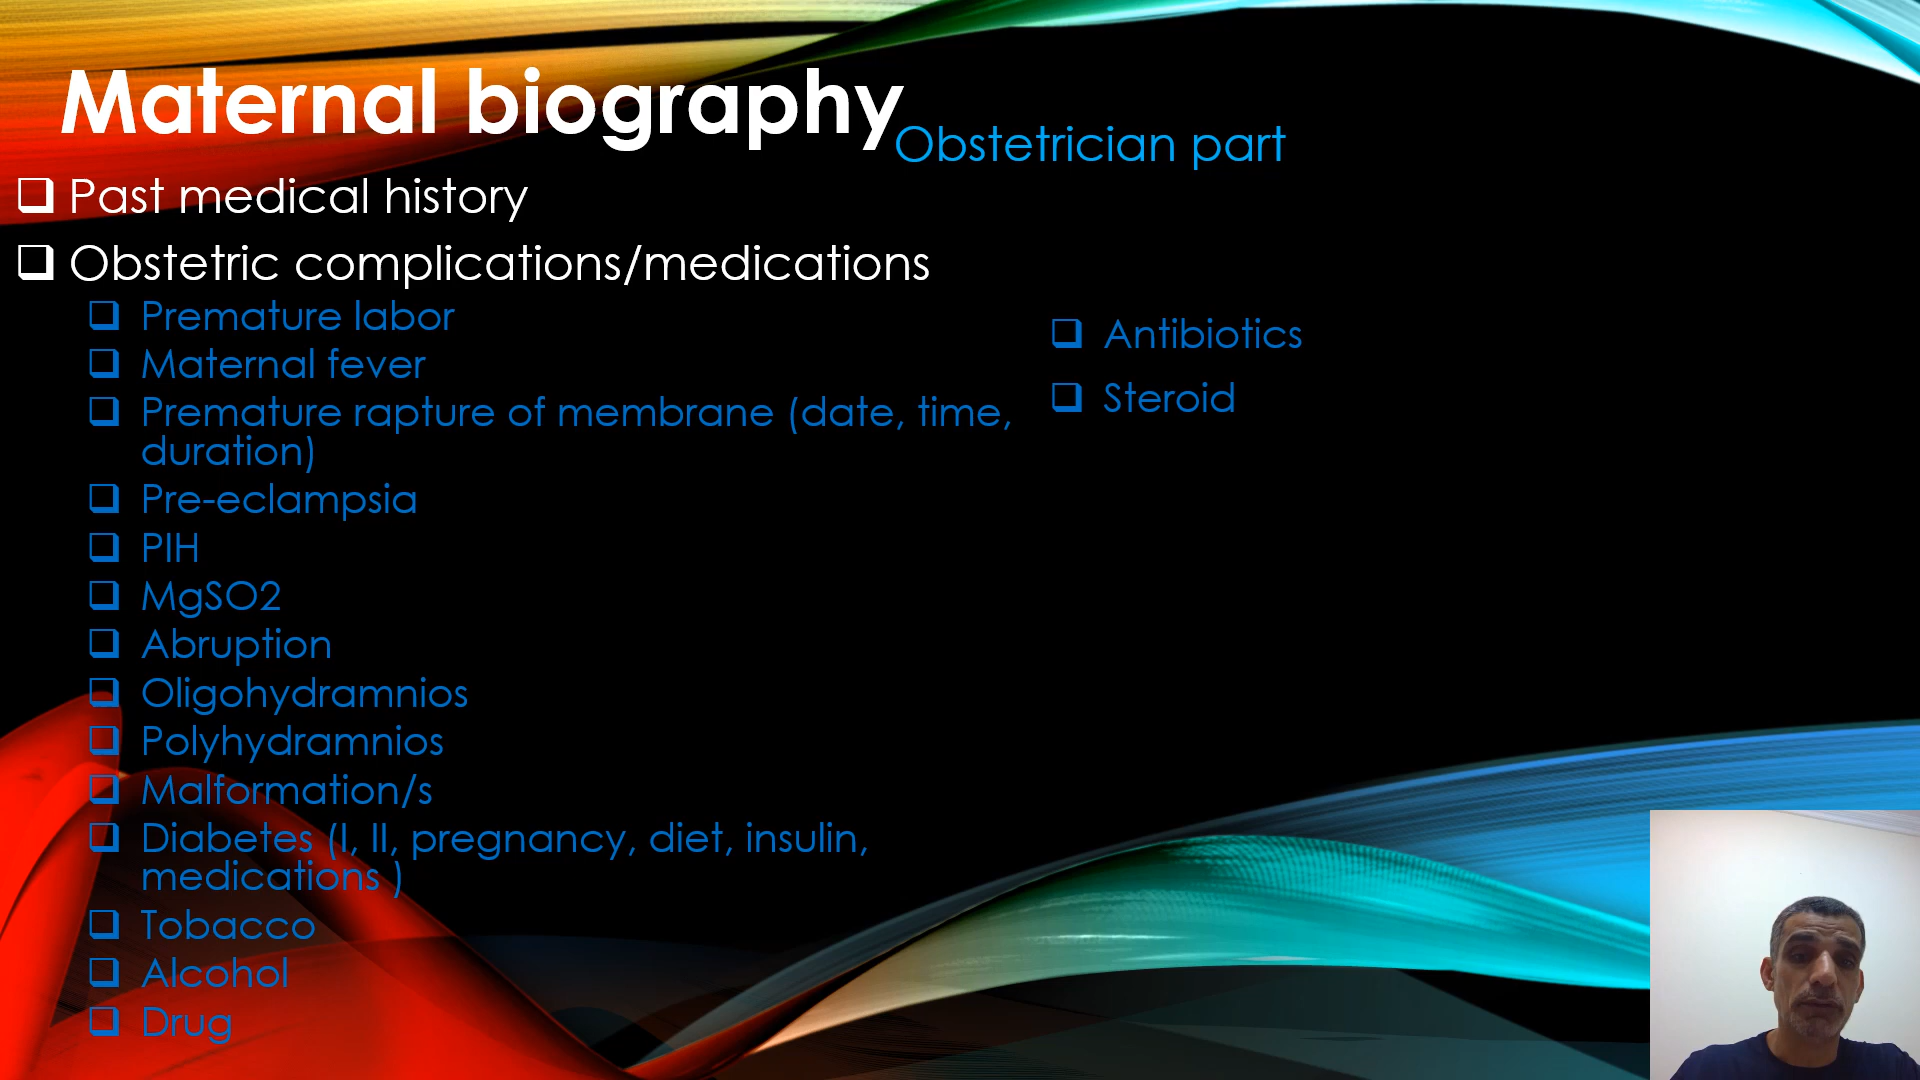 Maternal biography
Obstetrician part
Past medical history
Obstetric complications/medications
Premature labor
Maternal fever
Premature rapture of membrane (date, time,
duration)
Pre-eclampsia
PIH
MgSO2
Abruption
Oligohydramnios
Polyhydramnios
Malformation/s
Diabetes (I, II, pregnancy, diet, insulin,
medications )
Tobacco
Alcohol
Drug
Antibiotics
Steroid